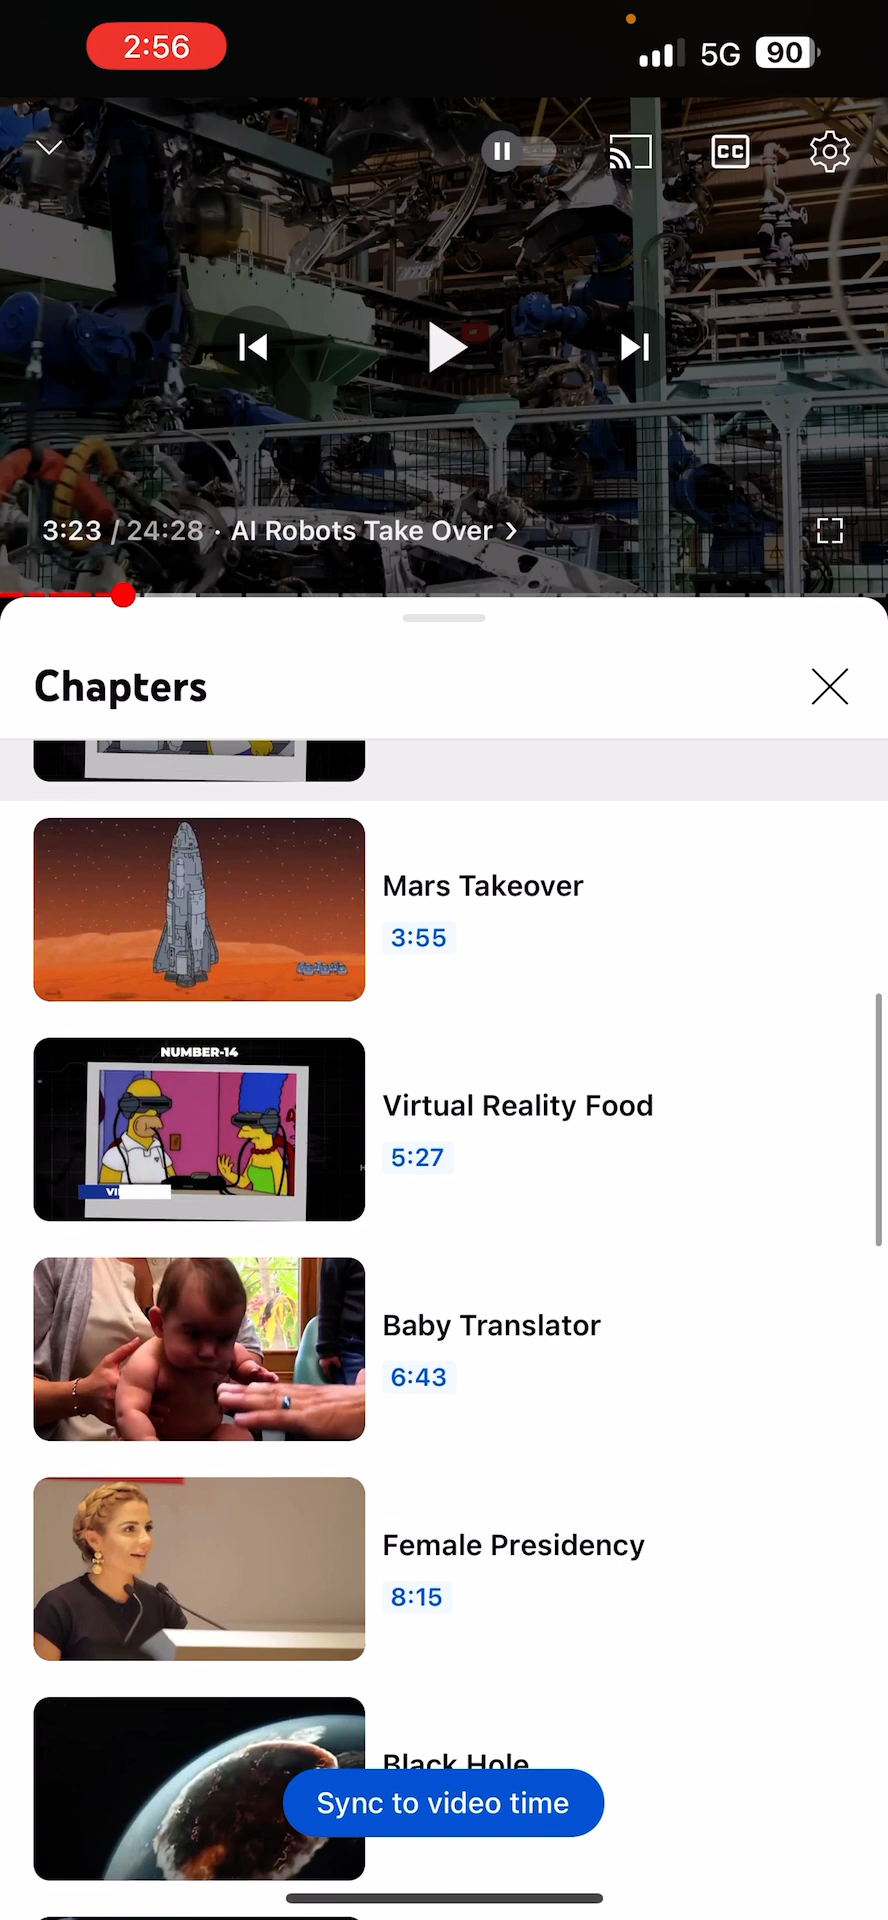 2:56
5G 90
CC
3:23 / 24:28 · AI Robots Take Over
Chapters
Mars Takeover
3:55
NUMBER-14
VI
Virtual Reality Food
5:27
Baby Translator
6:43
Female Presidency
8:15
Black Hole
Sync to video time